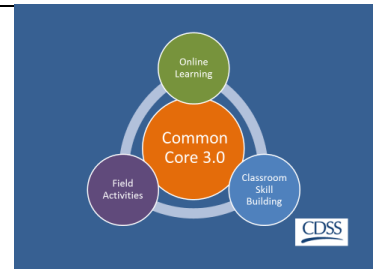 Online
Learning
Common
Core 3.0
Field
Activities
Classroom
Skill
Building
CDSS